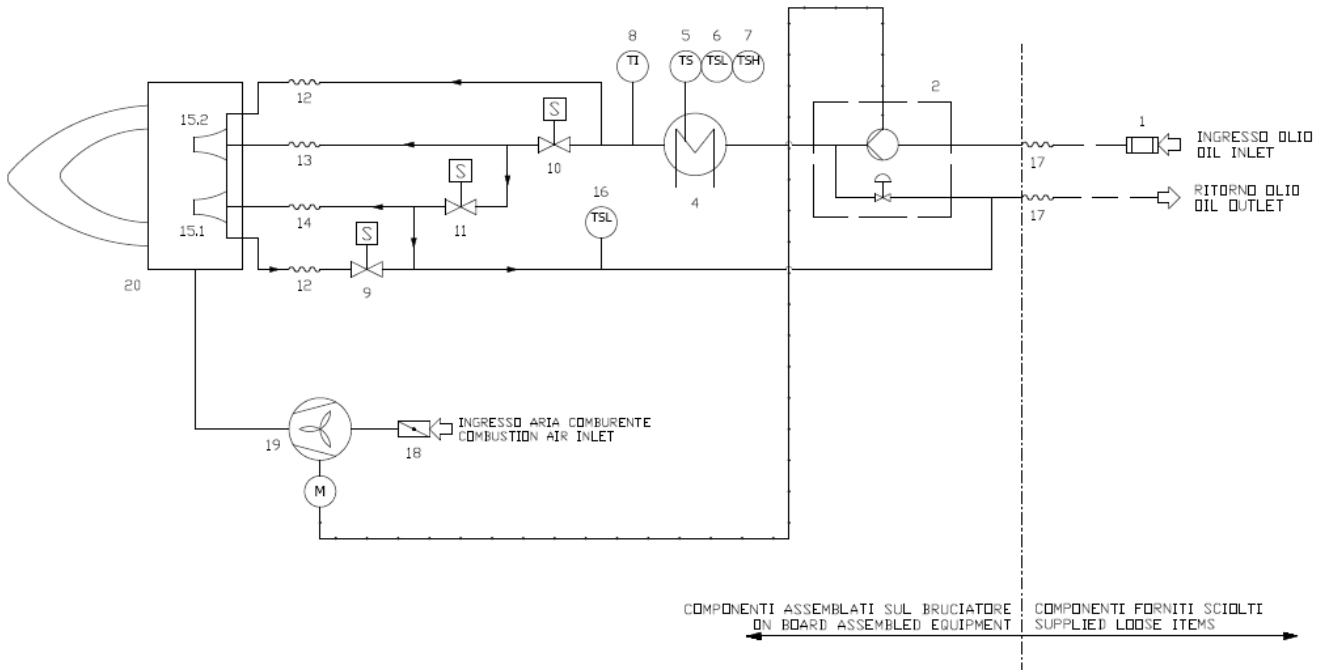 8
5
6
7
TI
TS
TSL
TSH
2
12
S
15.2
1
INGRESSO OLIO
OIL INLET
13
10
17
S
4
16
TSL
RITORNO OLIO
OIL OUTLET
15.1
14
11
17
S
20
12
9
INGRESSO ARIA COMBURENTE
COMBUSTION AIR INLET
19
18
M
COMPONENTI ASSEMBLATI SUL BRUCIATORE
ON BOARD ASSEMBLED EQUIPMENT
COMPONENTI FORNITI SCIOLTI
SUPPLIED LOOSE ITEMS